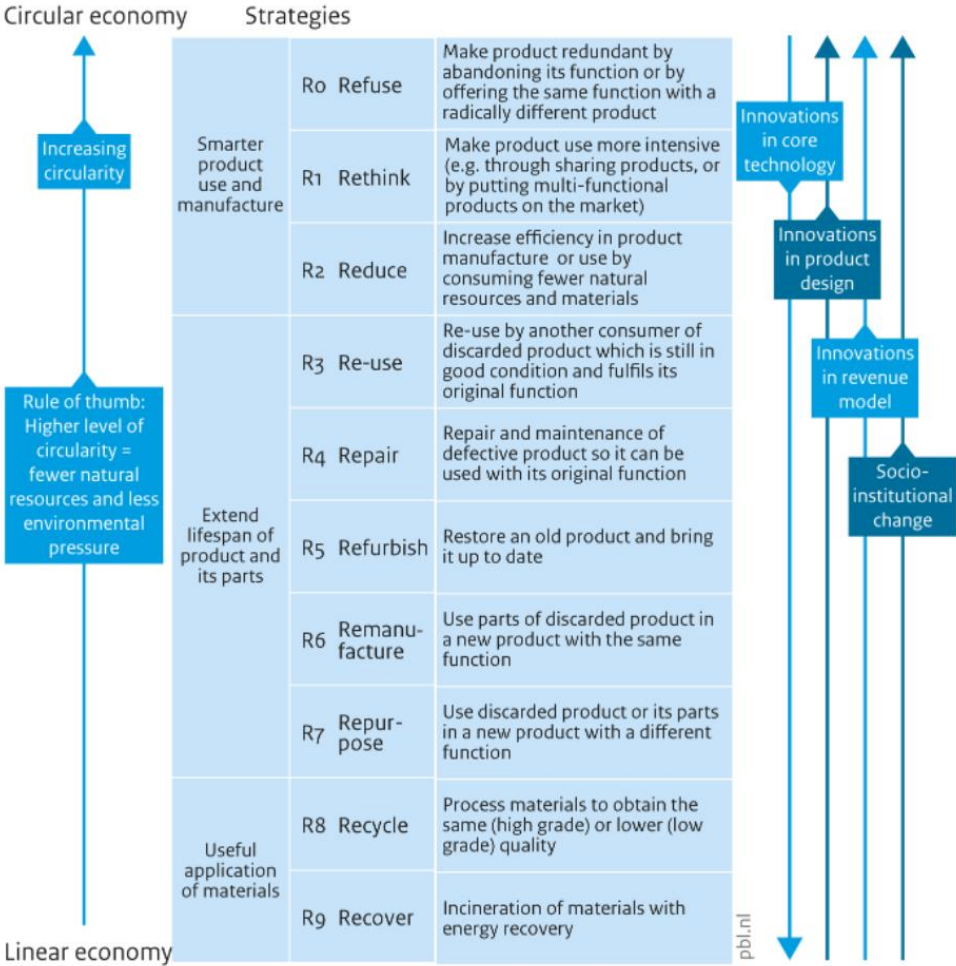 Circular economy
Strategies
Increasing
circularity
Rule of thumb:
Higher level of
circularity =
fewer natural
resources and less
environmental
pressure
Linear economy
Smarter
product
use and
manufacture
R0 Refuse
Make product redundant by
abandoning its function or by
offering the same function with a
radically different product
R1 Rethink
Make product use more intensive
(e.g. through sharing products, or
by putting multi-functional
products on the market)
R2 Reduce
Increase efficiency in product
manufacture or use by
consuming fewer natural
resources and materials
Extend
lifespan of
product and
its parts
R3 Re-use
Re-use by another consumer of
discarded product which is still in
good condition and fulfils its
original function
R4 Repair
Repair and maintenance of
defective product so it can be
used with its original function
R5 Refurbish
Restore an old product and bring
it up to date
R6 Remanu-
facture
Use parts of discarded product in
a new product with the same
function
R7 Repur-
pose
Use discarded product or its parts
in a new product with a different
function
Useful
application
of materials
R8 Recycle
Process materials to obtain the
same (high grade) or lower (low
grade) quality
R9 Recover
Incineration of materials with
energy recovery
pbl.nl
Innovations
in core
technology
Innovations
in product
design
Innovations
in revenue
model
Socio-
institutional
change